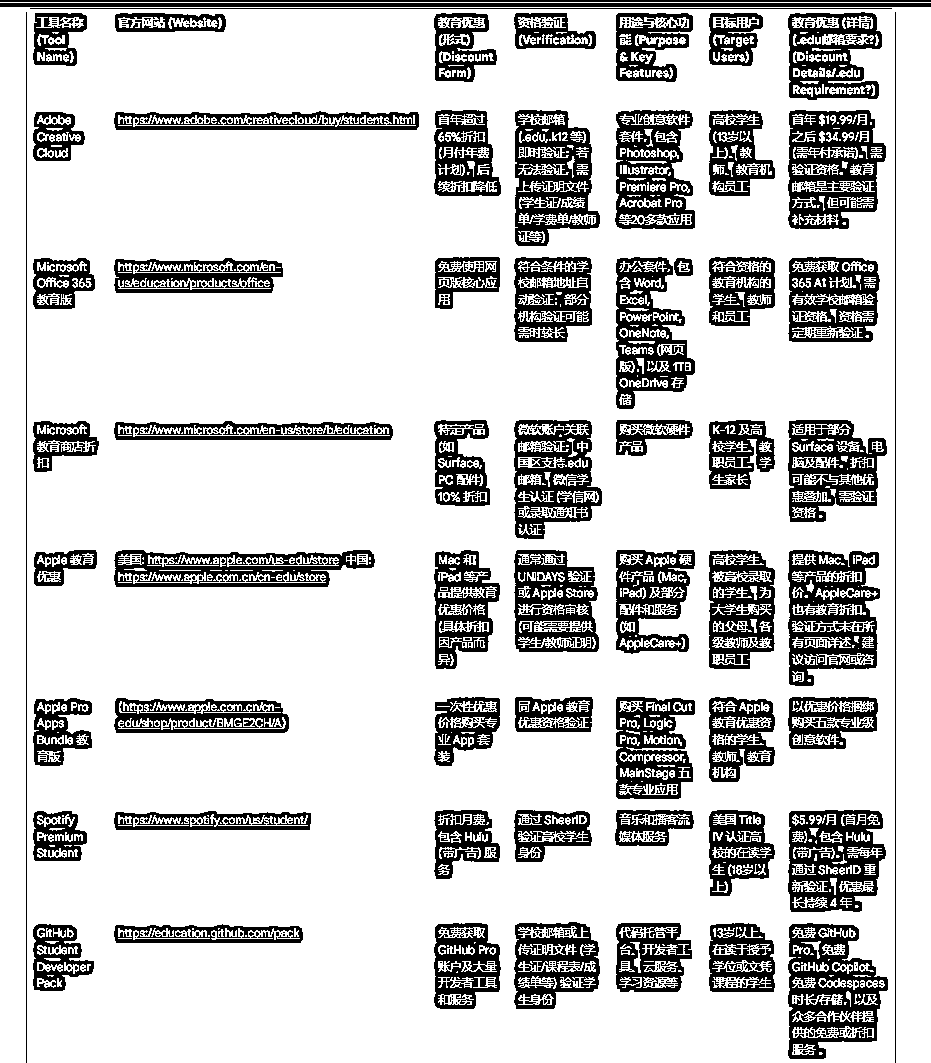 工具名称
(Tool
Name)
官方网站 (Website)
教育优惠
(形式)
(Discount
Form)
资格验证
(Verification)
用途与核心功
能 (Purpose
& Key
Features)
目标用户
(Target
Users)
教育优惠 (详情)
(.edu邮箱要求?)
(Discount
Details/.edu
Requirement?)
Adobe
Creative
Cloud
https://www.adobe.com/creativecloud/buy/students.html
首年超过
65%折扣
(月付年费
计划)，后
续折扣降低
学校邮箱
(.edu,.k12 等)
即时验证；若
无法验证，需
上传证明文件
(学生证/成绩
单/学费单/教师
证等)
专业创意软件
套件，包含
Photoshop,
Illustrator,
Premiere Pro,
Acrobat Pro
等20多款应用
高校学生
(13岁以
上)、教
师、教育机
构员工
首年 $19.99/月，
之后 $34.99/月
(需年付承诺)。需
验证资格。教育
邮箱是主要验证
方式，但可能需
补充材料。
Microsoft
Office 365
教育版
https://www.microsoft.com/en-
us/education/products/office
免费使用网
页版核心应
用
符合条件的学
校邮箱地址自
动验证；部分
机构验证可能
需时较长
办公套件，包
含 Word,
Excel,
PowerPoint,
OneNote,
Teams (网页
版)，以及 1TB
OneDrive 存
储
符合资格的
教育机构的
学生、教师
和员工
免费获取 Office
365 A1 计划。需
有效学校邮箱验
证资格。资格需
定期重新验证。
Microsoft
教育商店折
扣
https://www.microsoft.com/en-us/store/b/education
特定产品
(如
Surface,
PC 配件)
10% 折扣
微软账户关联
邮箱验证；中
国区支持.edu
邮箱、微信学
生认证 (学信网)
或录取通知书
认证
购买微软硬件
产品
K-12 及高
校学生、教
职员工、学
生家长
适用于部分
Surface 设备、电
脑及配件。折扣
可能不与其他优
惠叠加。需验证
资格。
Apple 教育
优惠
美国: https://www.apple.com/us-edu/store 中国:
https://www.apple.com.cn/cn-edu/store
Mac 和
iPad 等产
品提供教育
优惠价格
(具体折扣
因产品而
异)
通常通过
UNiDAYS 验证
或 Apple Store
进行资格审核
(可能需要提供
学生/教师证明)
购买 Apple 硬
件产品 (Mac,
iPad) 及部分
配件和服务
(如
AppleCare+)
高校学生、
被高校录取
的学生、为
大学生购买
的父母、各
级教师及教
职员工
提供 Mac、iPad
等产品的折扣
价。AppleCare+
也有教育折扣。
验证方式未在所
有页面详述，建
议访问官网或咨
询。
Apple Pro
Apps
Bundle 教
育版
(https://www.apple.com.cn/cn-
edu/shop/product/BMGE2CH/A)
一次性优惠
价格购买专
业 App 套
装
同 Apple 教育
优惠资格验证
购买 Final Cut
Pro, Logic
Pro, Motion,
Compressor,
MainStage 五
款专业应用
符合 Apple
教育优惠资
格的学生、
教师、教育
机构
以优惠价格捆绑
购买五款专业级
创意软件。
Spotify
Premium
Student
https://www.spotify.com/us/student/
折扣月费，
包含 Hulu
(带广告) 服
务
通过 SheerID
验证高校学生
身份
音乐和播客流
媒体服务
美国 Title
IV 认证高
校的在读学
生 (18岁以
上)
$5.99/月 (首月免
费)，包含 Hulu
(带广告)。需每年
通过 SheerID 重
新验证，优惠最
长持续 4 年。
GitHub
Student
Developer
Pack
https://education.github.com/pack
免费获取
GitHub Pro
账户及大量
开发者工具
和服务
学校邮箱或上
传证明文件 (学
生证/课程表/成
绩单等) 验证学
生身份
代码托管平
台、开发者工
具、云服务、
学习资源等
13岁以上，
在读于授予
学位或文凭
课程的学生
免费 GitHub
Pro、免费
GitHub Copilot、
免费 Codespaces
时长/存储，以及
众多合作伙伴提
供的免费或折扣
服务。